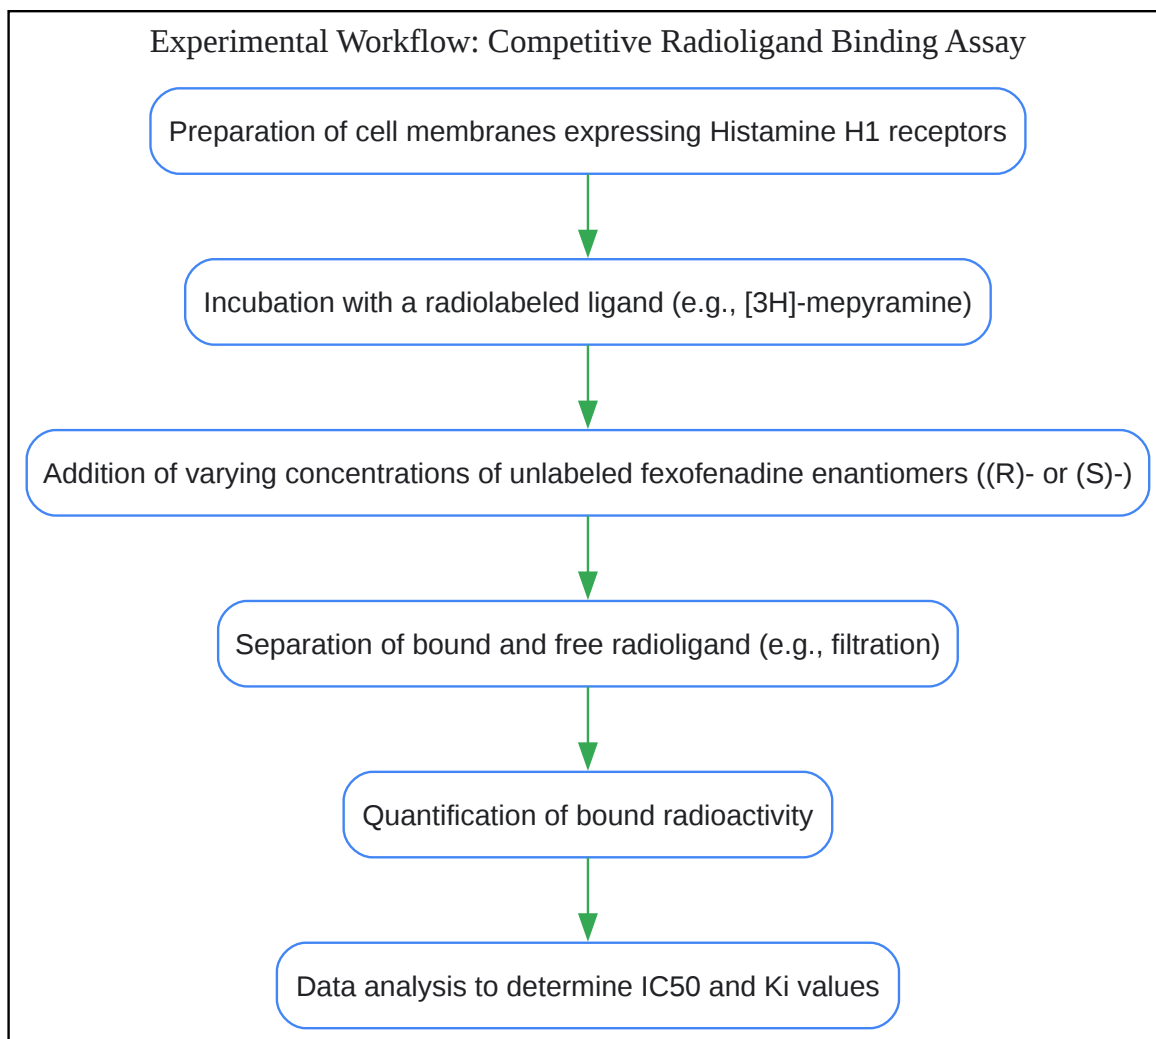 Experimental Workflow: Competitive Radioligand Binding Assay
Preparation of cell membranes expressing Histamine H1 receptors
Incubation with a radiolabeled ligand (e.g., [3H]-mepyramine)
Addition of varying concentrations of unlabeled fexofenadine enantiomers ((R)- or (S)-)
Separation of bound and free radioligand (e.g., filtration)
Quantification of bound radioactivity
Data analysis to determine IC50 and Ki values